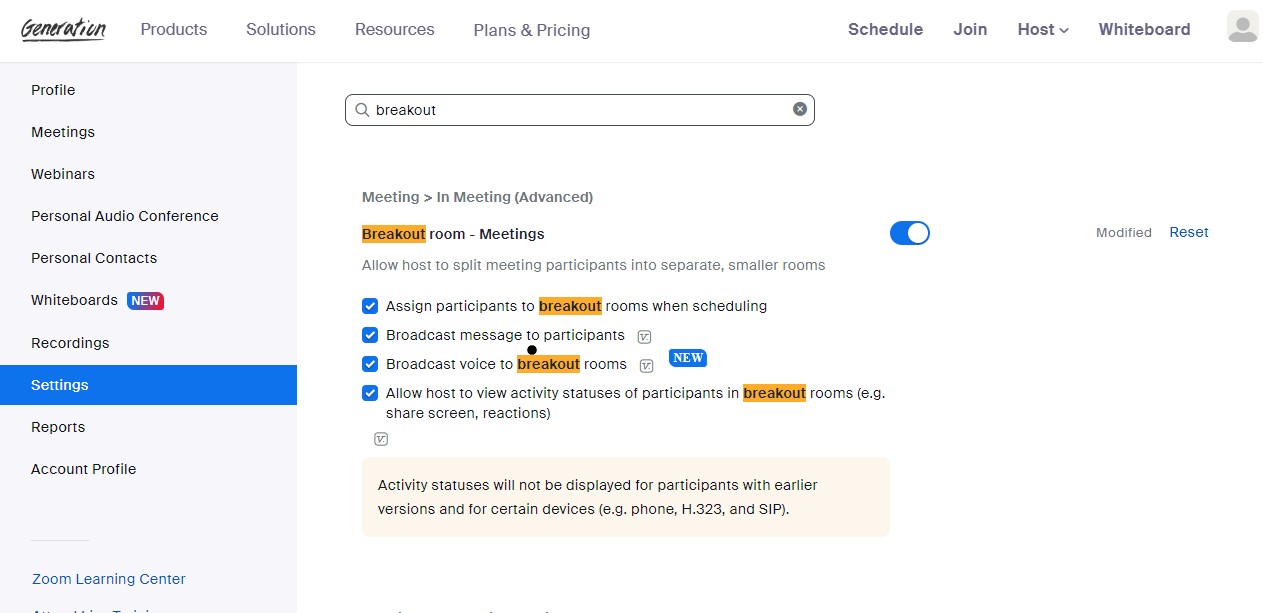 Generation Products Solutions Resources Plans & Pricing Schedule Join Host Whiteboard
Profile
Meetings
Webinars
Personal Audio Conference
Personal Contacts
Whiteboards NEW
Recordings
Settings
Reports
Account Profile
Zoom Learning Center
breakout
Meeting > In Meeting (Advanced)
Breakout room - Meetings
Modified Reset
Allow host to split meeting participants into separate, smaller rooms
Assign participants to breakout rooms when scheduling
Broadcast message to participants
Broadcast voice to breakout rooms NEW
Allow host to view activity statuses of participants in breakout rooms (e.g.
share screen, reactions)
Activity statuses will not be displayed for participants with earlier
versions and for certain devices (e.g. phone, H.323, and SIP).